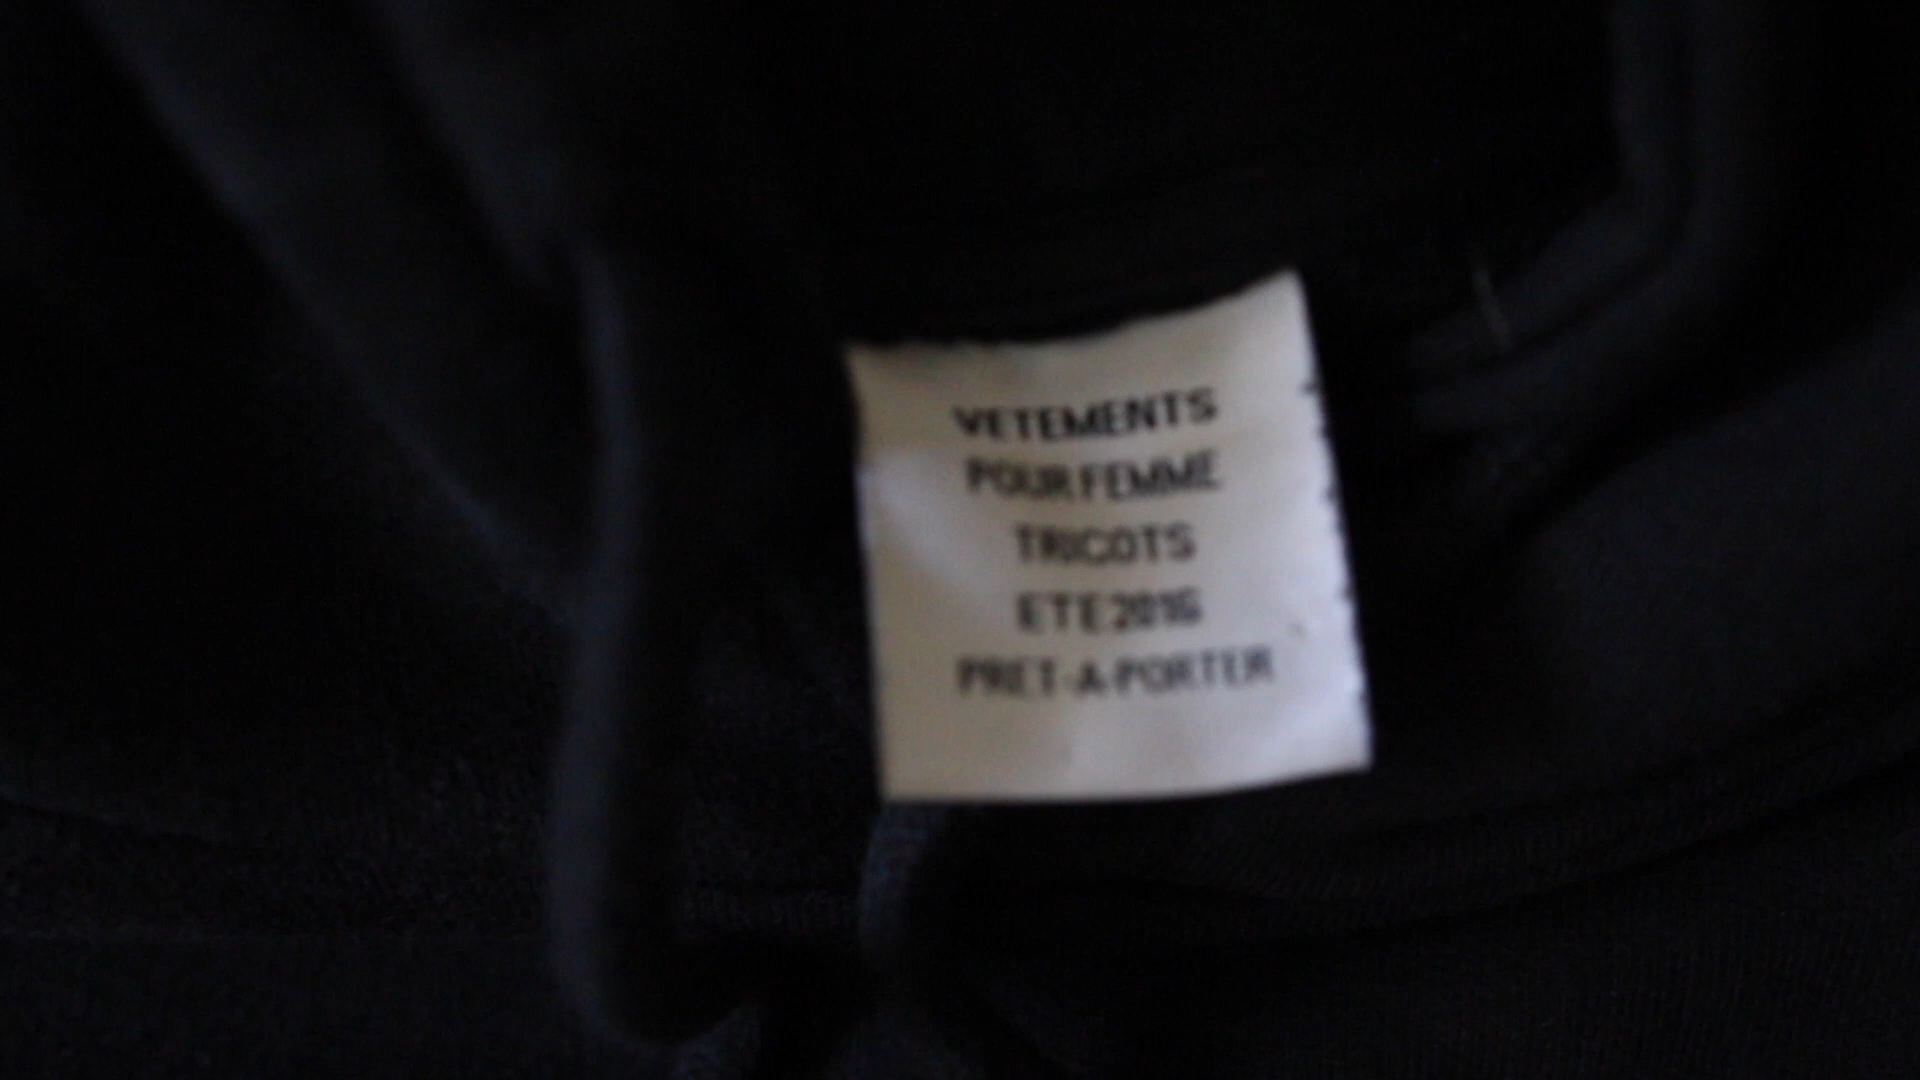 VETEMENTS
POUR FEMME
TRICOTS
ETE 2016
PRET-A-PORTER